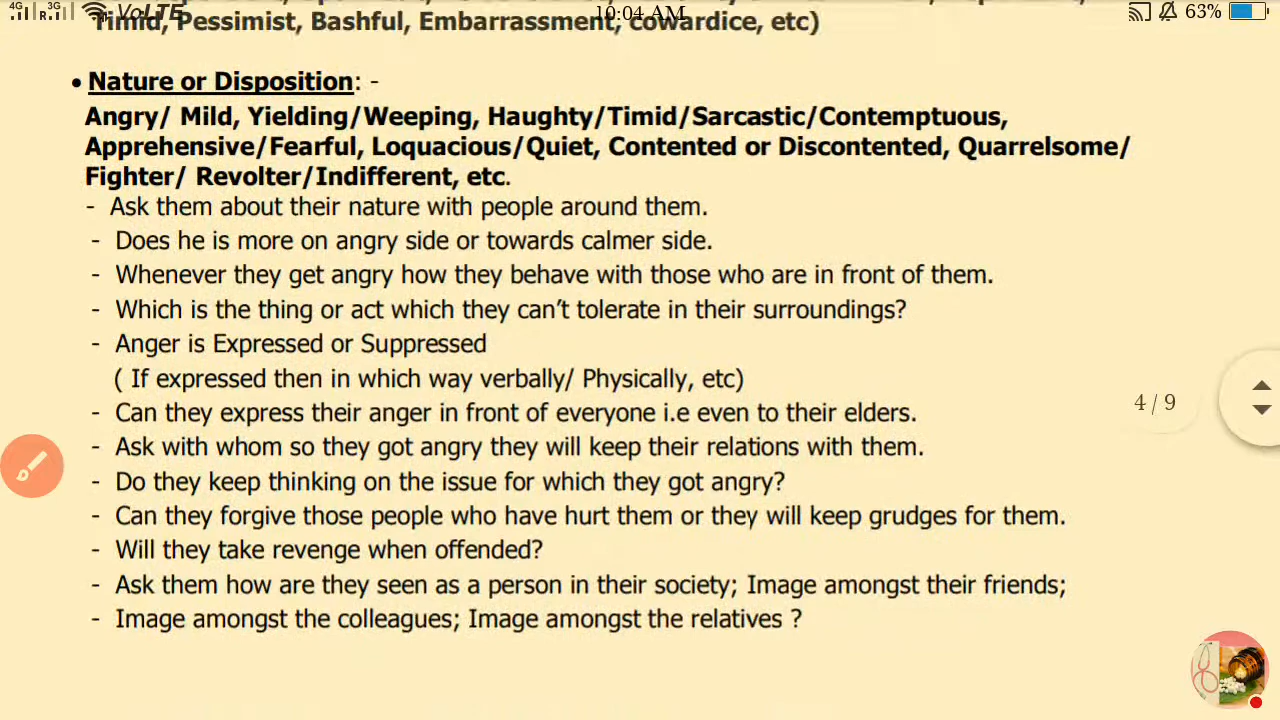 4G R 3G VoLTE 10:04 AM 63%
Timid, Pessimist, Bashful, Embarrassment, cowardice, etc)
• Nature or Disposition: -
Angry/ Mild, Yielding/Weeping, Haughty/Timid/Sarcastic/Contemptuous,
Apprehensive/Fearful, Loquacious/Quiet, Contented or Discontented, Quarrelsome/
Fighter/ Revolter/Indifferent, etc.
- Ask them about their nature with people around them.
- Does he is more on angry side or towards calmer side.
- Whenever they get angry how they behave with those who are in front of them.
- Which is the thing or act which they can't tolerate in their surroundings?
- Anger is Expressed or Suppressed
( If expressed then in which way verbally/ Physically, etc)
4 / 9
- Can they express their anger in front of everyone i.e even to their elders.
- Ask with whom so they got angry they will keep their relations with them.
- Do they keep thinking on the issue for which they got angry?
- Can they forgive those people who have hurt them or they will keep grudges for them.
- Will they take revenge when offended?
- Ask them how are they seen as a person in their society; Image amongst their friends;
- Image amongst the colleagues; Image amongst the relatives ?